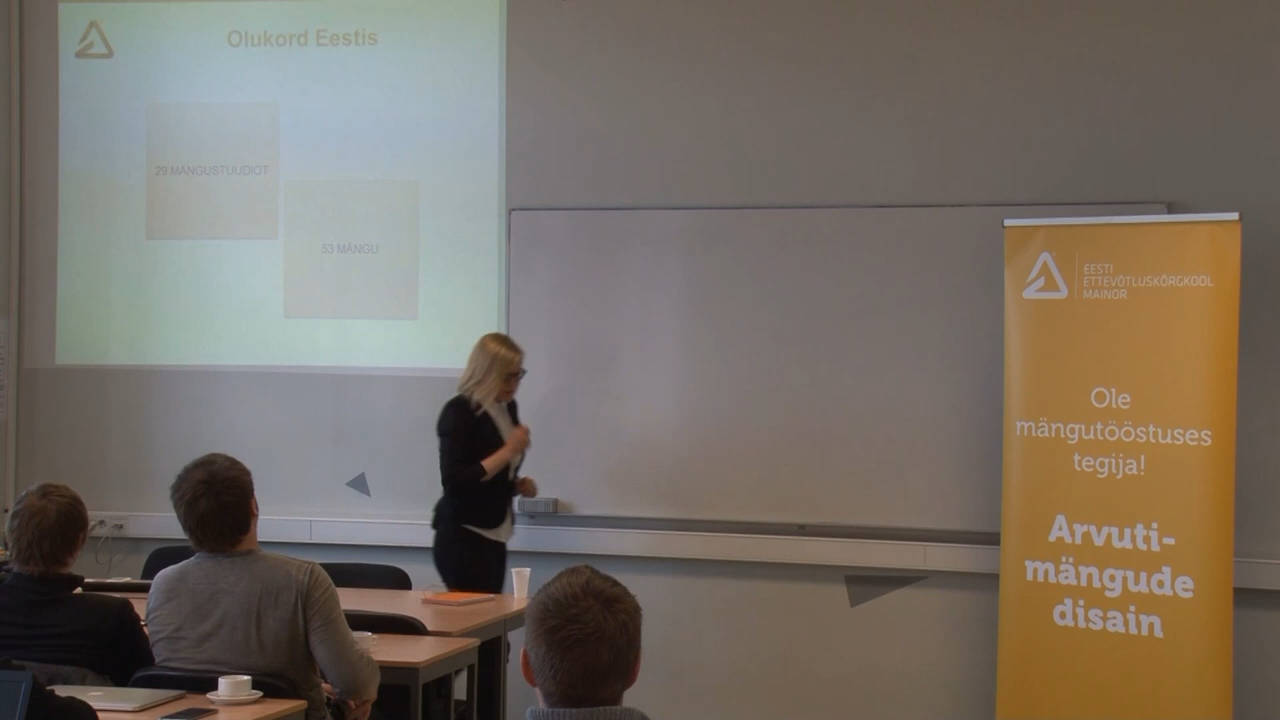 Olukord Eestis
29 MÄNGUSTUUDIOT
53 MÄNGU
EESTI
ETTEVÕTLUSKÕRGKOOL
MAINOR
Ole
mängutööstuses
tegija!
Arvuti-
mängude
disain